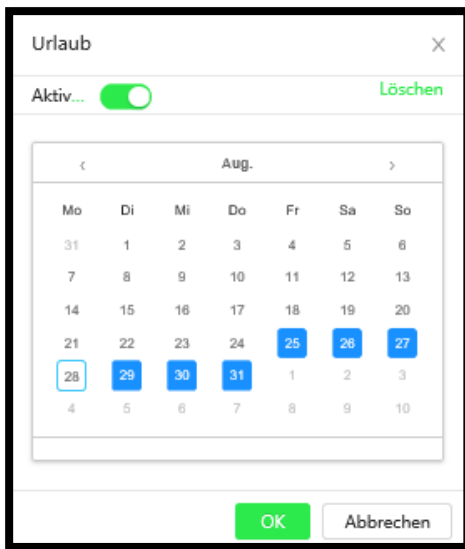 Urlaub
Aktiv... Löschen
‹ Aug. ›
Mo Di Mi Do Fr Sa So
31 1 2 3 4 5 6
7 8 9 10 11 12 13
14 15 16 17 18 19 20
21 22 23 24 25 26 27
28 29 30 31 1 2 3
4 5 6 7 8 9 10
OK Abbrechen